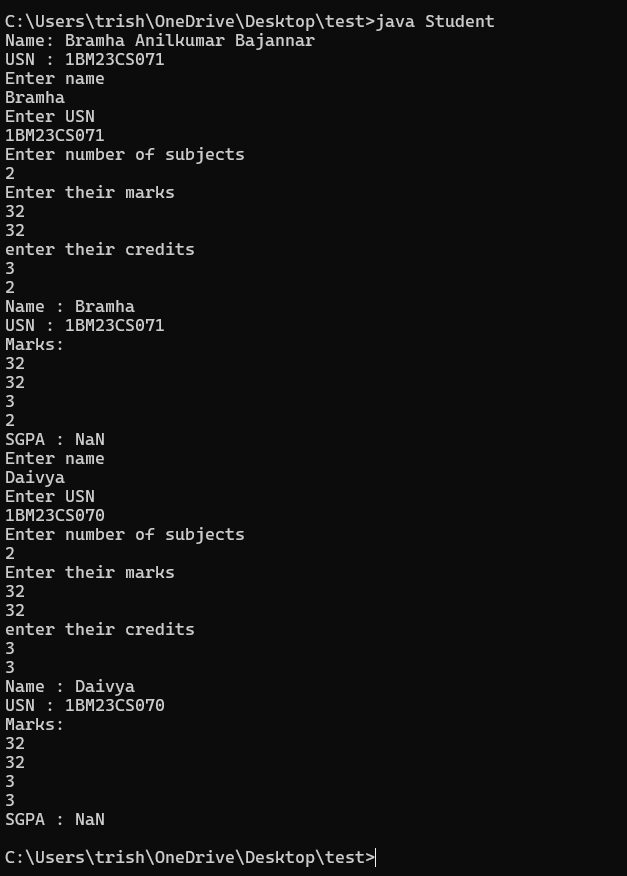 C:\Users\trish\OneDrive\Desktop\test>java Student
Name: Bramha Anilkumar Bajannar
USN : 1BM23CS071
Enter name
Bramha
Enter USN
1BM23CS071
Enter number of subjects
2
Enter their marks
32
32
enter their credits
3
2
Name : Bramha
USN : 1BM23CS071
Marks:
32
32
3
2
SGPA : NaN
Enter name
Daivya
Enter USN
1BM23CS070
Enter number of subjects
2
Enter their marks
32
32
enter their credits
3
3
Name : Daivya
USN : 1BM23CS070
Marks:
32
32
3
3
SGPA : NaN
C:\Users\trish\OneDrive\Desktop\test>